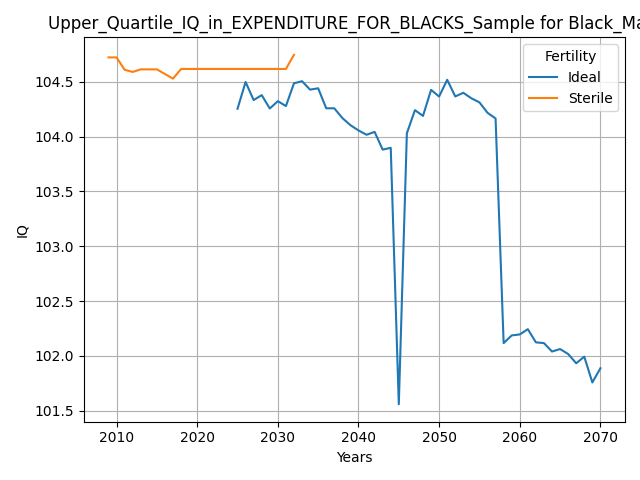 Upper_Quartile_IQ_in_EXPENDITURE_FOR_BLACKS_Sample for Black_Ma
Fertility
Ideal
Sterile
104.5
104.0
103.5
103.0
102.5
102.0
101.5
IQ
2010 2020 2030 2040 2050 2060 2070
Years